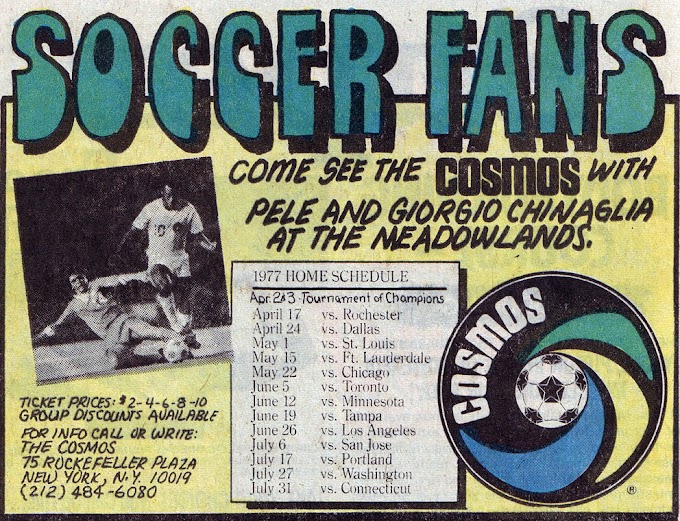 SOCCER FANS
COME SEE THE COSMOS WITH
PELE AND GIORGIO CHINAGLIA
AT THE MEADOWLANDS.
10
1977 HOME SCHEDULE
Apr. 2&3 - Tournament of Champions
April 17 vs. Rochester
April 24 vs. Dallas
May 1 vs. St. Louis
May 15 vs. Ft. Lauderdale
May 22 vs. Chicago
June 5 vs. Toronto
June 12 vs. Minnesota
June 19 vs. Tampa
June 26 vs. Los Angeles
July 6 vs. San Jose
July 17 vs. Portland
July 27 vs. Washington
July 31 vs. Connecticut
COSMOS
®
TICKET PRICES: $2-4-6-8-10
GROUP DISCOUNTS AVAILABLE
FOR INFO CALL OR WRITE:
THE COSMOS
75 ROCKEFELLER PLAZA
NEW YORK, N.Y. 10019
(212) 484-6080